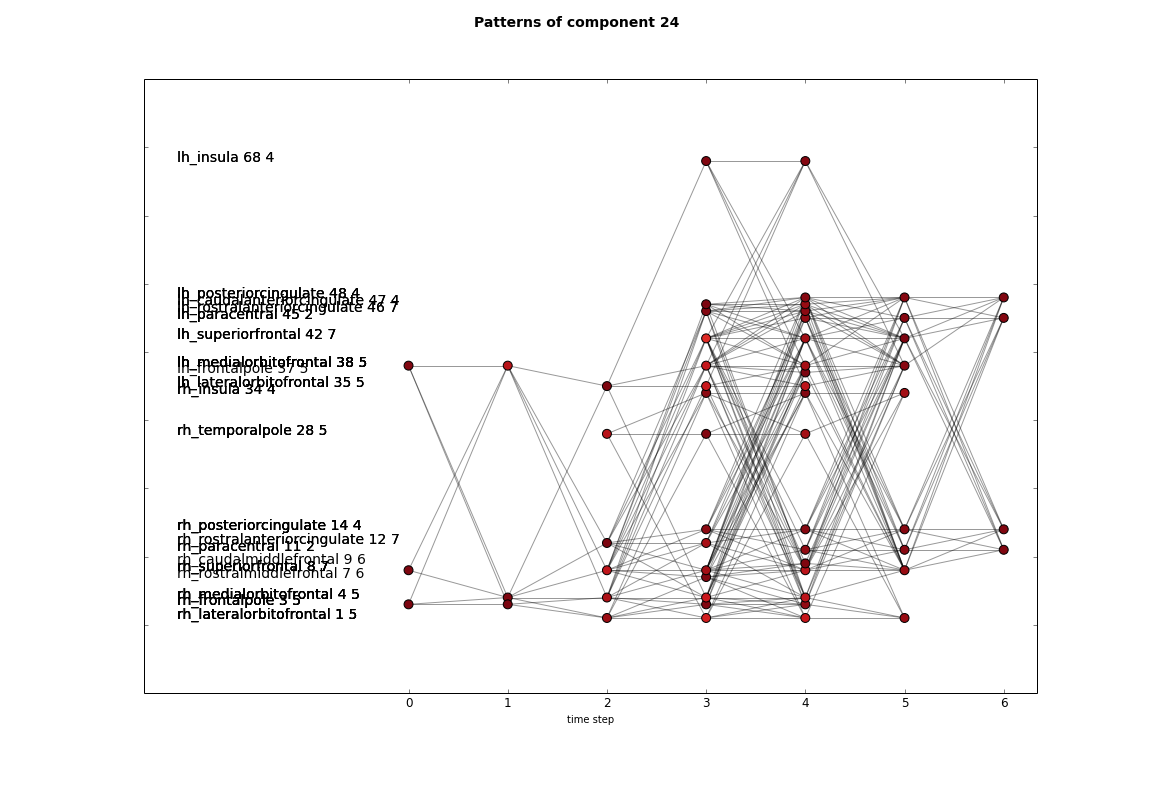 Patterns of component 24
lh_insula 68 4
lh_posteriorcingulate 48 4
lh_caudalanteriorcingulate 47 4
lh_rostralanteriorcingulate 46 7
lh_paracentral 45 2
lh_superiorfrontal 42 7
lh_medialorbitofrontal 38 5
lh_frontalpole 37 5
lh_lateralorbitofrontal 35 5
rh_insula 34 4
rh_temporalpole 28 5
rh_posteriorcingulate 14 4
rh_rostralanteriorcingulate 12 7
rh_paracentral 11 2
rh_caudalmiddlefrontal 9 6
rh_superiorfrontal 8 7
rh_rostralmiddlefrontal 7 6
rh_medialorbitofrontal 4 5
rh_frontalpole 3 5
rh_lateralorbitofrontal 1 5
0 1 2 3 4 5 6
time step